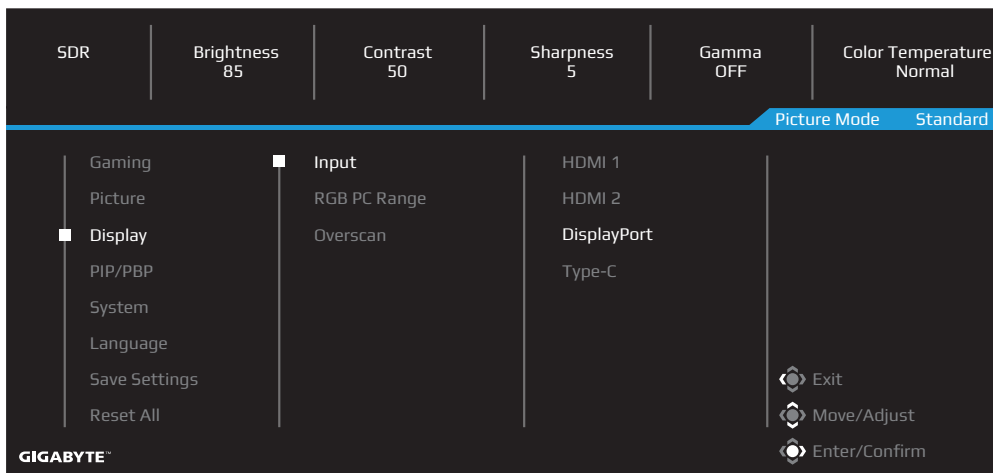 SDR
Brightness
85
Contrast
50
Sharpness
5
Gamma
OFF
Color Temperature
Normal
Picture Mode Standard
Gaming
Picture
Display
PIP/PBP
System
Language
Save Settings
Reset All
Input
RGB PC Range
Overscan
HDMI 1
HDMI 2
DisplayPort
Type-C
Exit
Move/Adjust
Enter/Confirm
GIGABYTE™